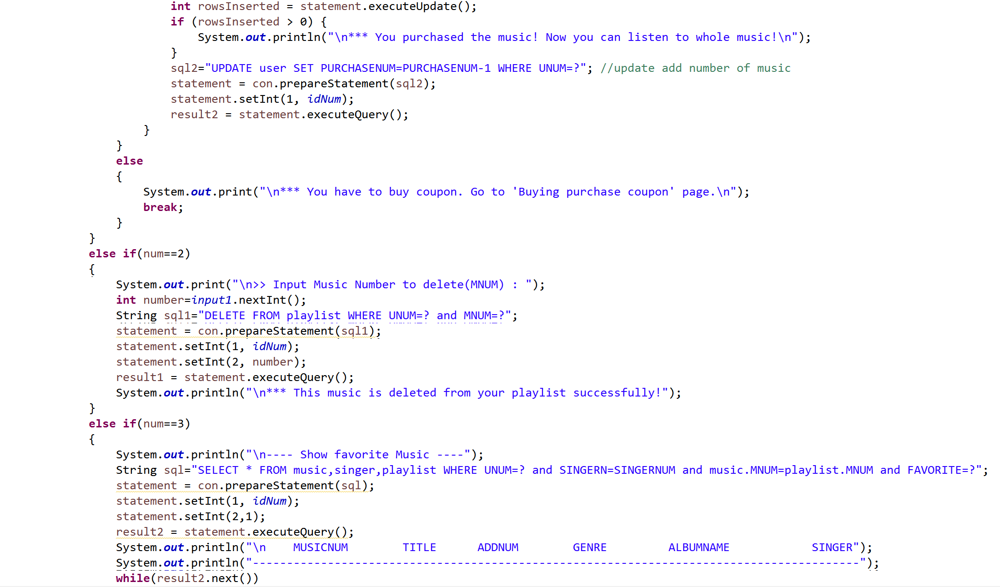 int rowsInserted = statement.executeUpdate();
if (rowsInserted > 0) {
System.out.println("\n*** You purchased the music! Now you can listen to whole music!\n");
}
sql2="UPDATE user SET PURCHASENUM=PURCHASENUM-1 WHERE UNUM=?"; //update add number of music
statement = con.prepareStatement(sql2);
statement.setInt(1, idNum);
result2 = statement.executeQuery();
}
}
else
{
System.out.print("\n*** You have to buy coupon. Go to 'Buying purchase coupon' page.\n");
break;
}
}
else if(num==2)
{
System.out.print("\n>> Input Music Number to delete(MNUM) : ");
int number=input1.nextInt();
String sql1="DELETE FROM playlist WHERE UNUM=? and MNUM=?";
statement = con.prepareStatement(sql1);
statement.setInt(1, idNum);
statement.setInt(2, number);
result1 = statement.executeQuery();
System.out.println("\n*** This music is deleted from your playlist successfully!");
}
else if(num==3)
{
System.out.println("\n---- Show favorite Music ----");
String sql="SELECT * FROM music,singer,playlist WHERE UNUM=? and SINGERN=SINGERNUM and music.MNUM=playlist.MNUM and FAVORITE=?";
statement = con.prepareStatement(sql);
statement.setInt(1, idNum);
statement.setInt(2,1);
result2 = statement.executeQuery();
System.out.println("\n    MUSICNUM        TITLE      ADDNUM        GENRE         ALBUMNAME            SINGER");
System.out.println("-----------------------------------------------------------------------------------------");
while(result2.next())